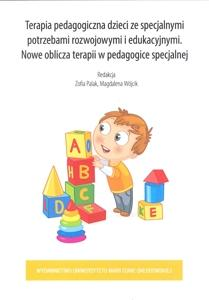 Terapia pedagogiczna dzieci ze specjalnymi
potrzebami rozwojowymi i edukacyjnymi.
Nowe oblicza terapii w pedagogice specjalnej
Redakcja
Zofia Palak, Magdalena Wójcik
A
B C
D E
WYDAWNICTWO UNIWERSYTETU MARII CURIE-SKŁODOWSKIEJ